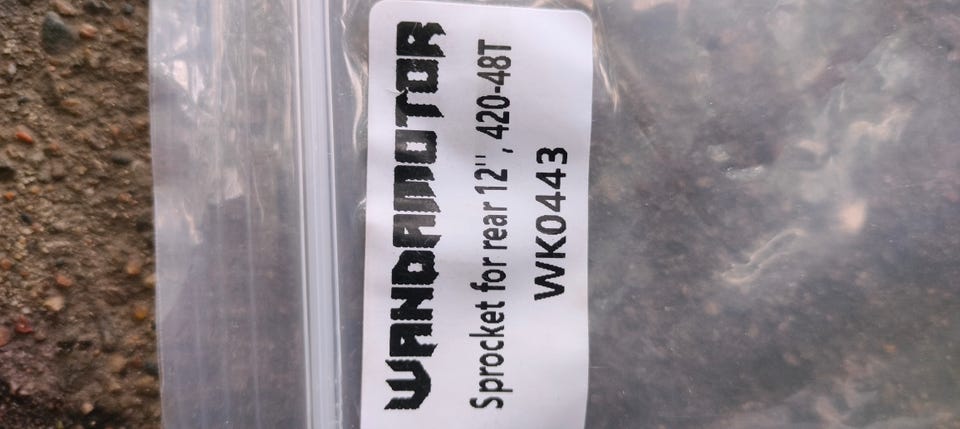 WANDAMOTOR
Sprocket for rear 12", 420-48T
WK0443